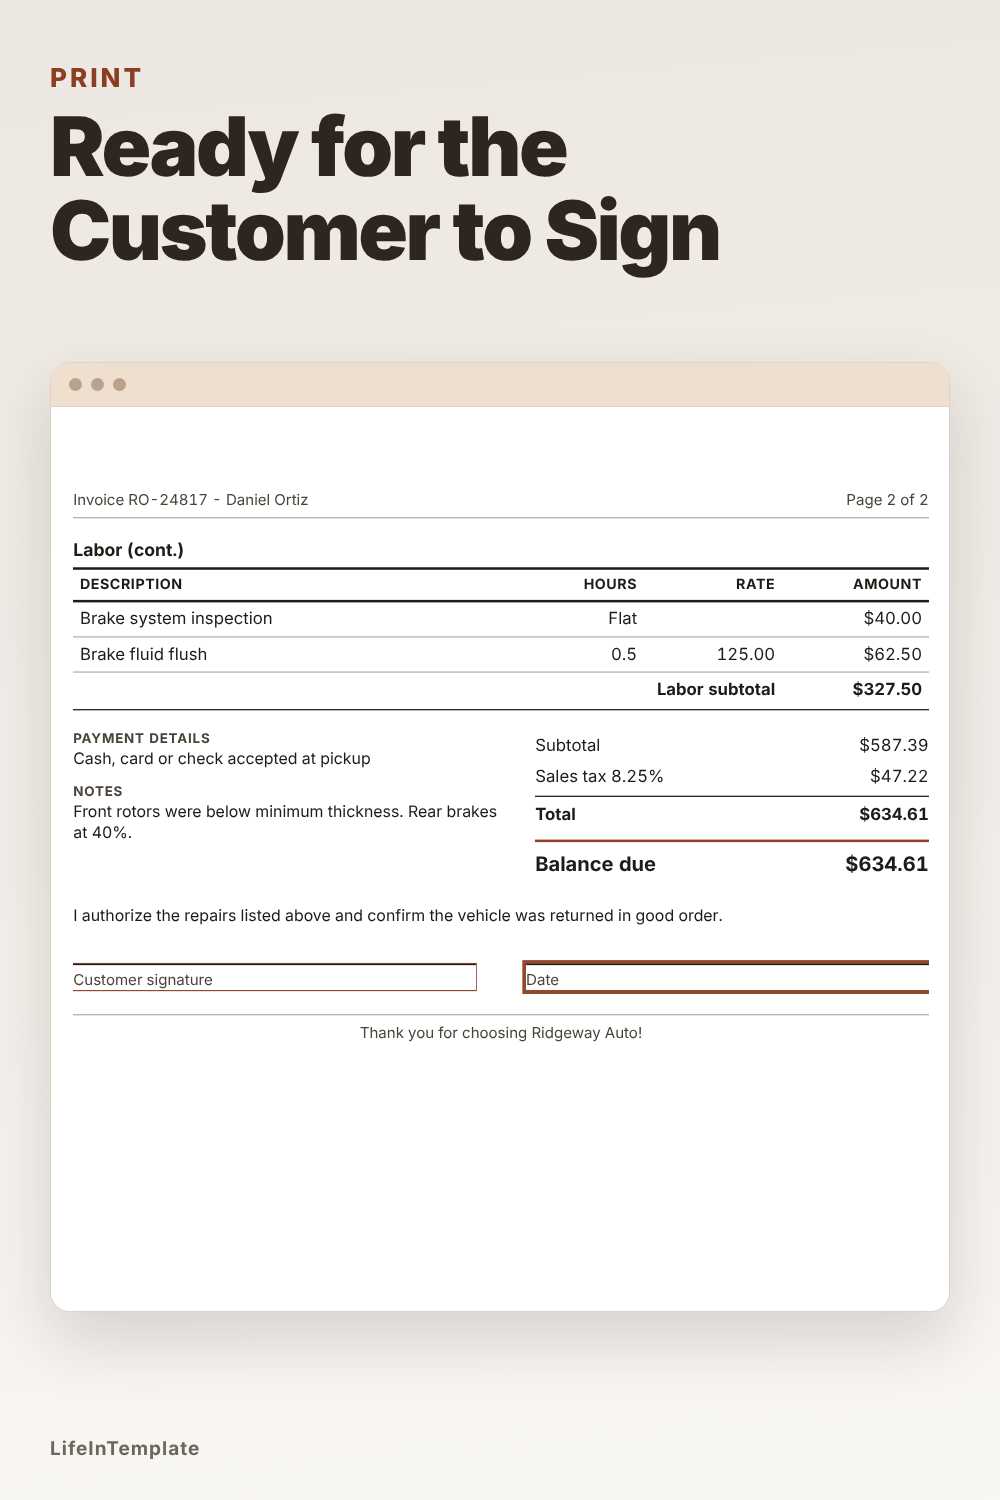 PRINT
Ready for the
Customer to Sign
Invoice RO-24817 - Daniel Ortiz Page 2 of 2
Labor (cont.)
DESCRIPTION HOURS RATE AMOUNT
Brake system inspection Flat $40.00
Brake fluid flush 0.5 125.00 $62.50
Labor subtotal $327.50
PAYMENT DETAILS
Cash, card or check accepted at pickup
NOTES
Front rotors were below minimum thickness. Rear brakes
at 40%.
Subtotal $587.39
Sales tax 8.25% $47.22
Total $634.61
Balance due $634.61
I authorize the repairs listed above and confirm the vehicle was returned in good order.
Customer signature Date
Thank you for choosing Ridgeway Auto!
LifeInTemplate